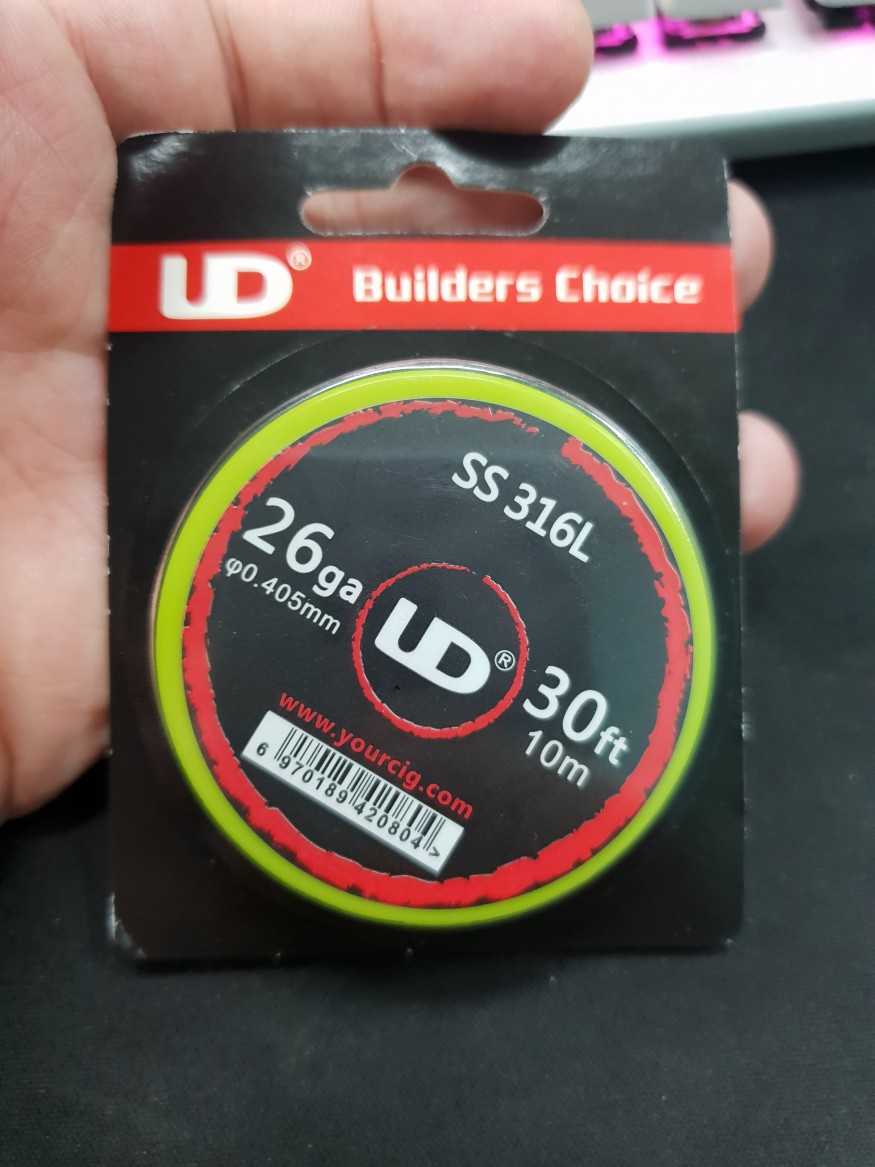 UD®
Builders Choice
SS 316L
26ga
φ0.405mm
UD®
30ft
10m
www.yourcig.com
6 970189 420804 >